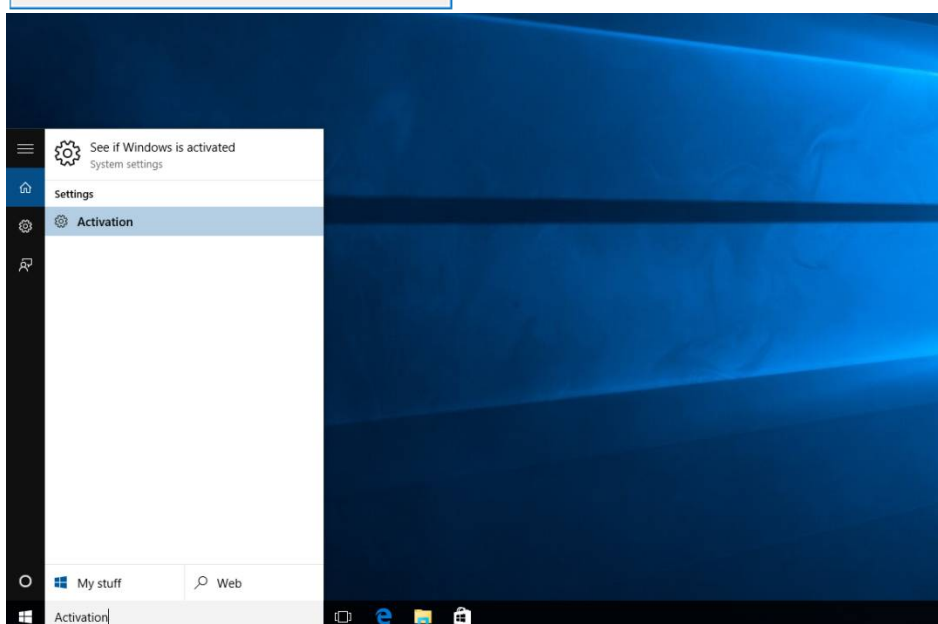 See if Windows is activated
System settings
Settings
Activation
My stuff
Web
Activation